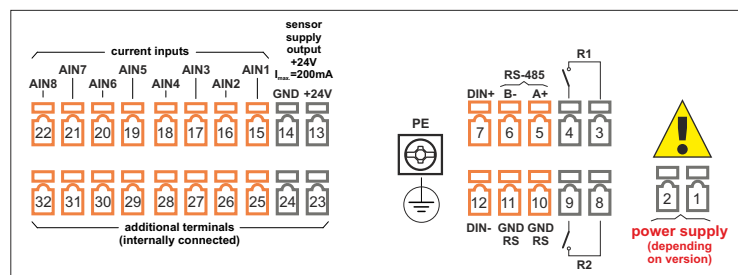 sensor
supply
output
+24V
Imax.=200mA
current inputs
AIN8 AIN7 AIN6 AIN5 AIN4 AIN3 AIN2 AIN1
GND +24V
22 21 20 19 18 17 16 15 14 13
32 31 30 29 28 27 26 25 24 23
additional terminals
(internally connected)
PE
R1
RS-485
DIN+ B- A+
7 6 5 4 3
12 11 10 9 8
DIN- GND GND
RS RS
R2
!
2 1
power supply
(depending
on version)